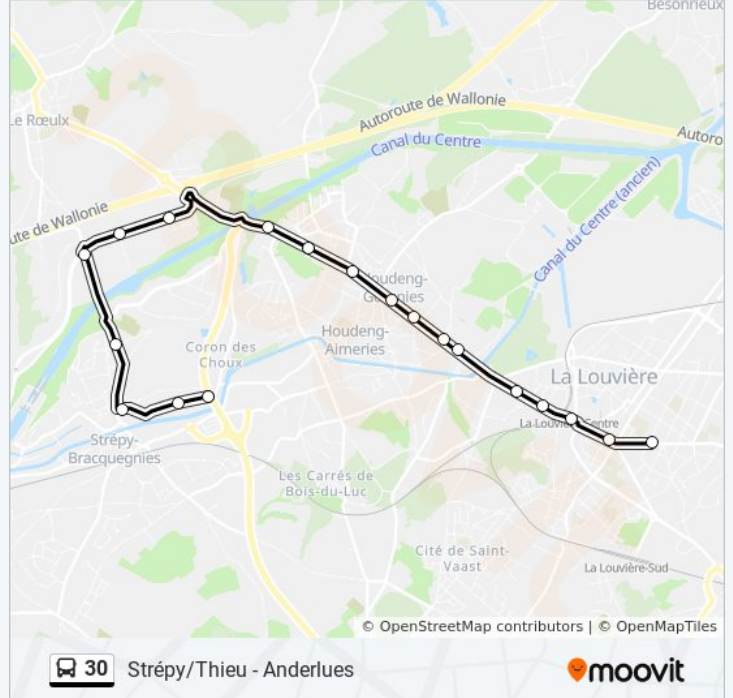 Besonrieux
Autoroute de Wallonie
Le Rœulx
Canal du Centre
Autoro
Canal du Centre (ancien)
ute de Wallonie
Houdeng-
Goegnies
Houdeng-
Aimeries
Coron des
Choux
La Louvière
La Louvière-Centre
Strépy-
Bracquegnies
Les Carrés de
Bois-du-Luc
Cité de Saint-
Vaast
La Louvière-Sud
© OpenStreetMap contributors | © OpenMapTiles
30 Strépy/Thieu - Anderlues
moovit